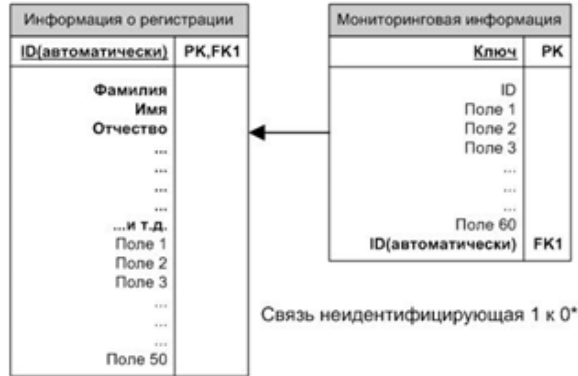 Информация о регистрации
ID(автоматически) PK,FK1
Фамилия
Имя
Отчество
...
...
...
...
...и т.д.
Поле 1
Поле 2
Поле 3
...
...
...
Поле 50
Мониторинговая информация
Ключ PK
ID
Поле 1
Поле 2
Поле 3
...
...
...
Поле 60
ID(автоматически) FK1
Связь неидентифицирующая 1 к 0*